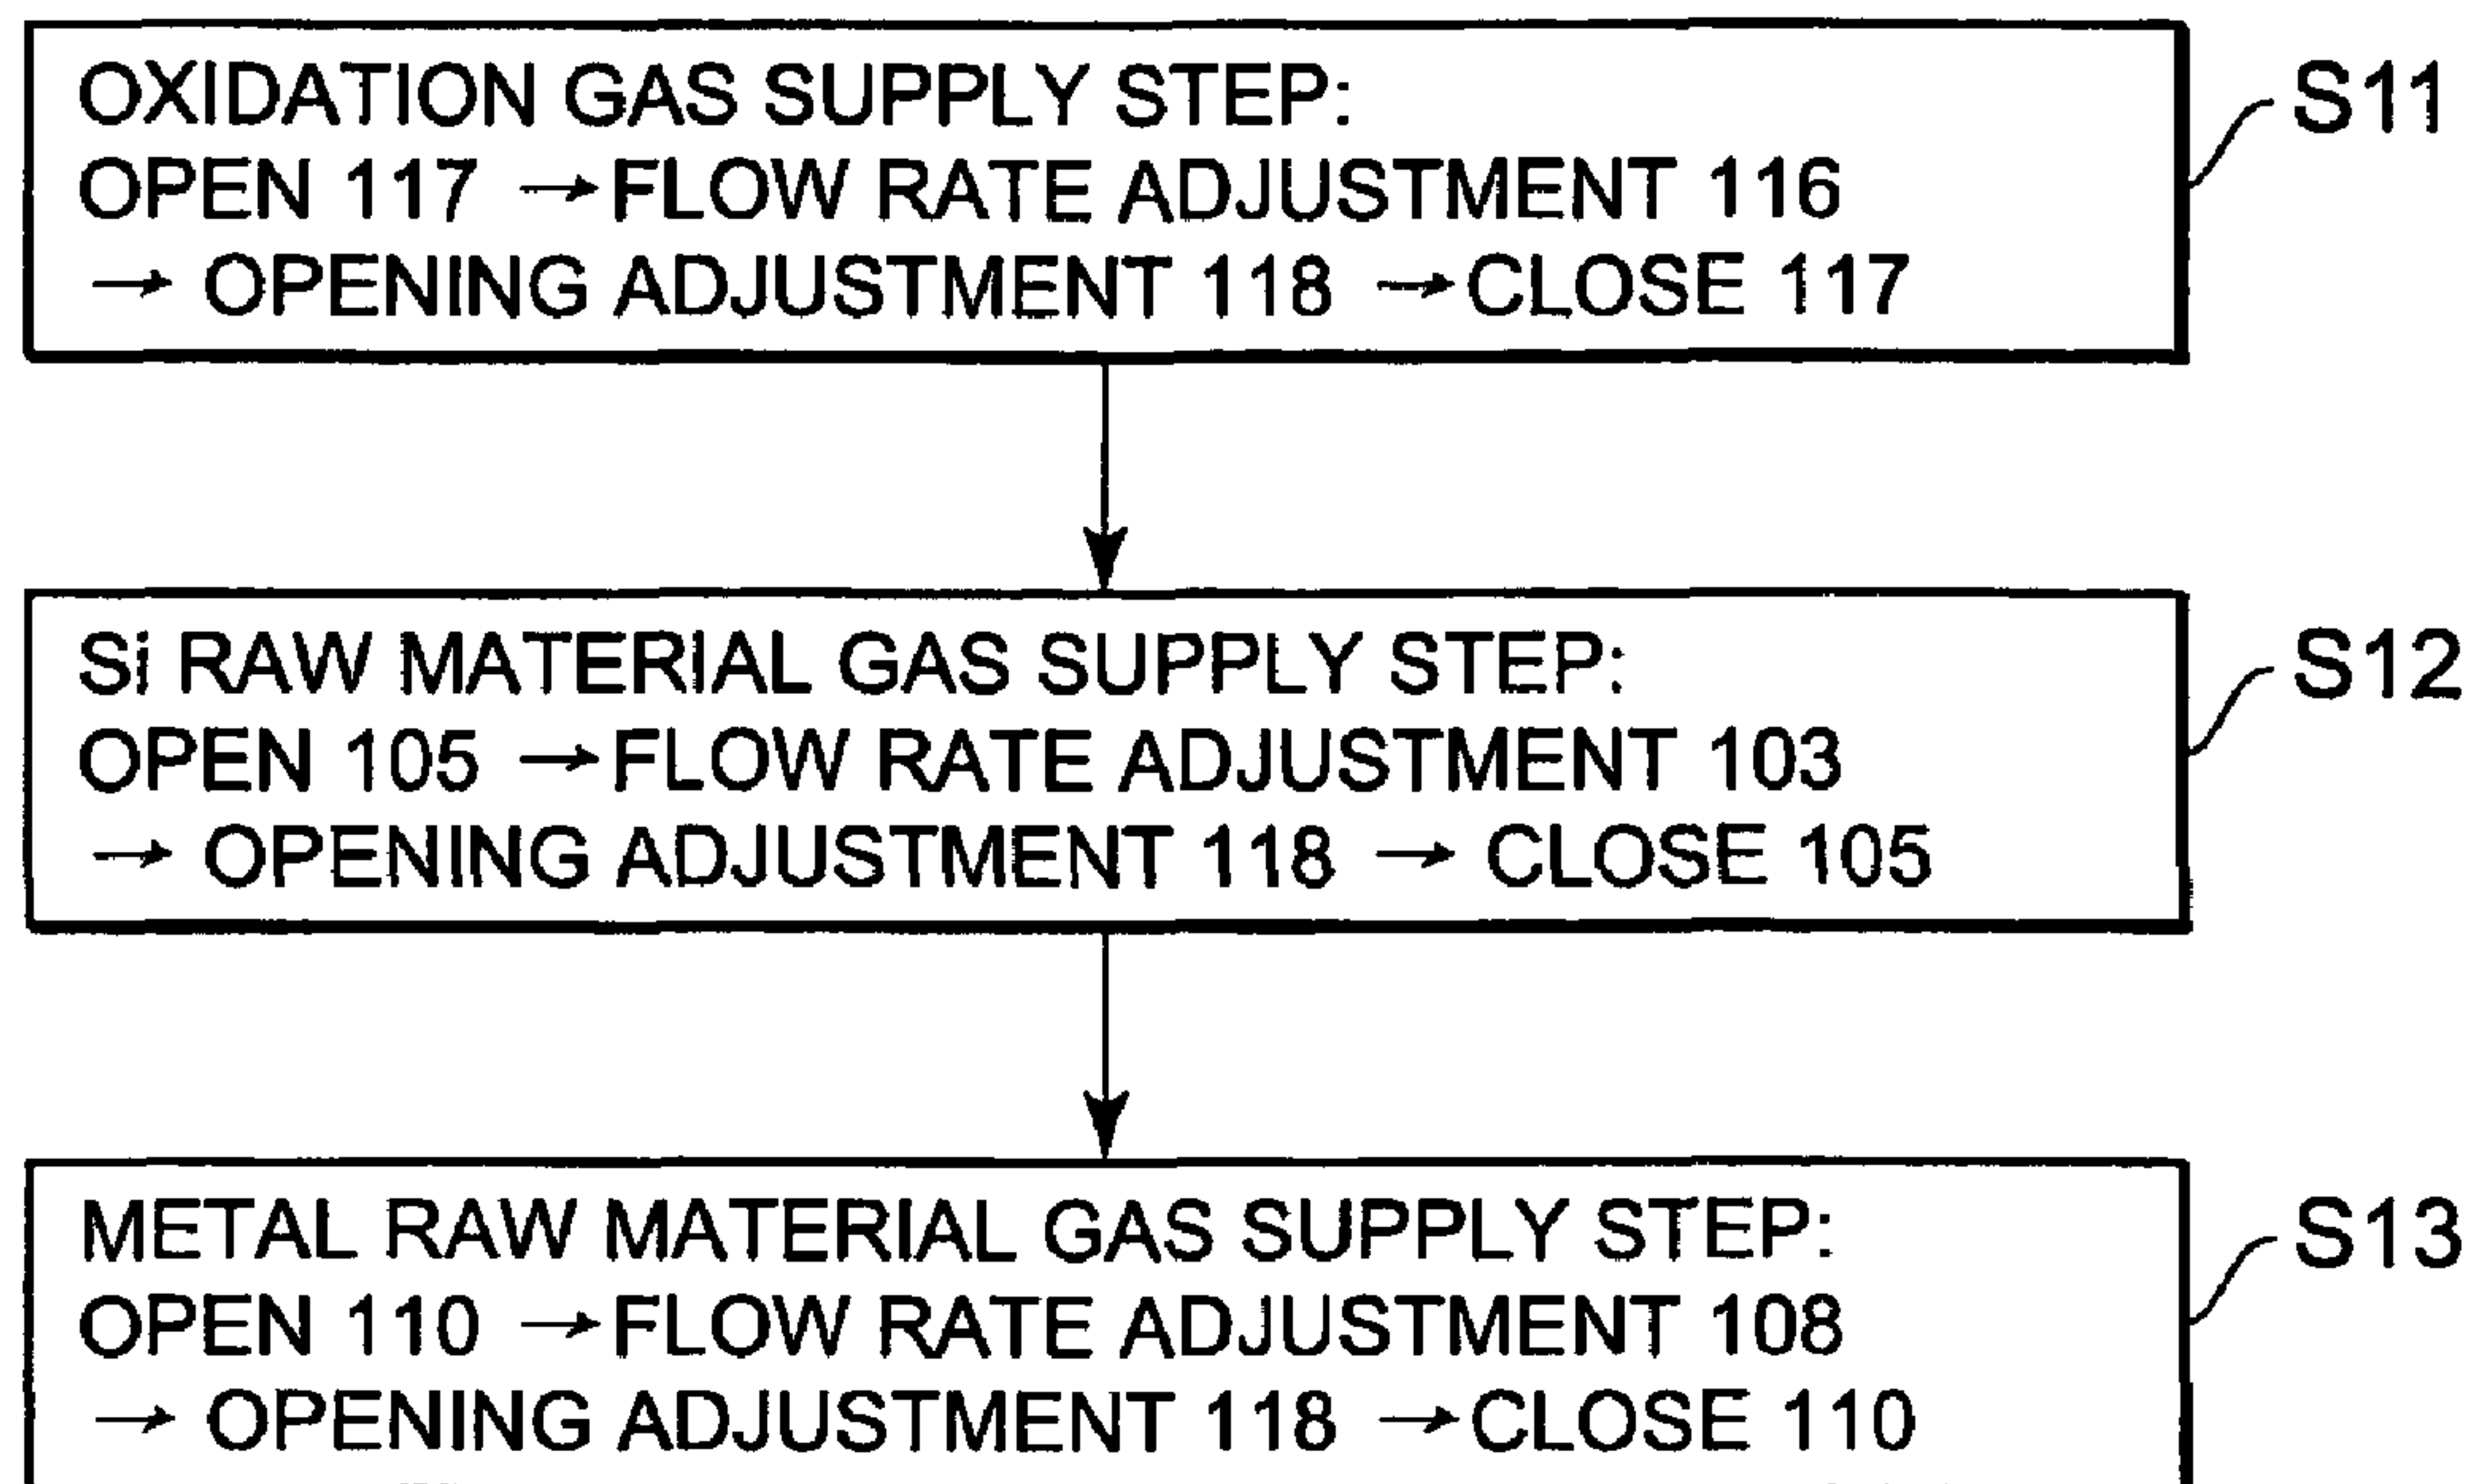 OXIDATION GAS SUPPLY STEP:
OPEN 117 → FLOW RATE ADJUSTMENT 116
→ OPENING ADJUSTMENT 118 → CLOSE 117
S11
Si RAW MATERIAL GAS SUPPLY STEP:
OPEN 105 → FLOW RATE ADJUSTMENT 103
→ OPENING ADJUSTMENT 118 → CLOSE 105
S12
METAL RAW MATERIAL GAS SUPPLY STEP:
OPEN 110 → FLOW RATE ADJUSTMENT 108
→ OPENING ADJUSTMENT 118 → CLOSE 110
S13